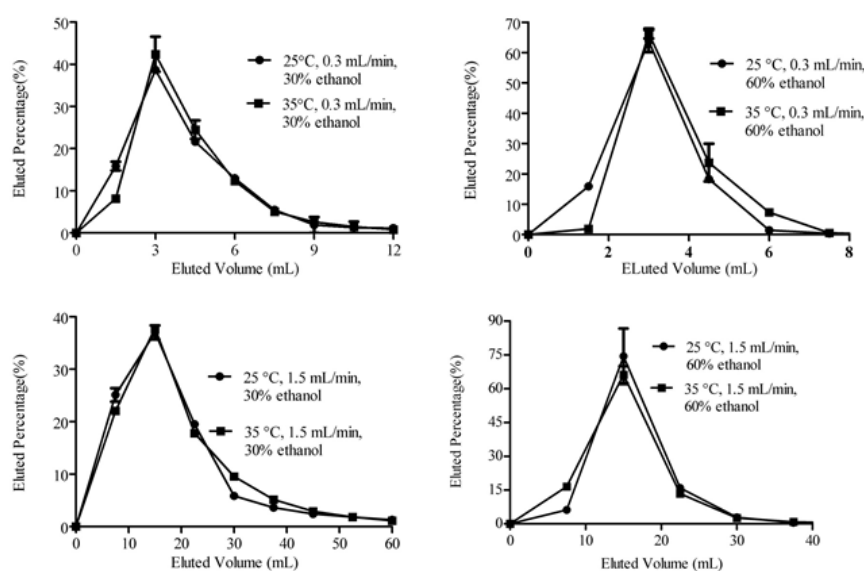 50
40
30
20
10
0
Eluted Percentage(%)
0 3 6 9 12
Eluted Volume (mL)
25°C, 0.3 mL/min,
30% ethanol
35°C, 0.3 mL/min,
30% ethanol
70
60
50
40
30
20
10
0
Eluted Percentage(%)
0 2 4 6 8
ELuted Volume (mL)
25 °C, 0.3 mL/min,
60% ethanol
35 °C, 0.3 mL/min,
60% ethanol
40
30
20
10
0
Eluted Percentage(%)
0 10 20 30 40 50 60
Eluted Volume (mL)
25 °C, 1.5 mL/min,
30% ethanol
35 °C, 1.5 mL/min,
30% ethanol
90
75
60
45
30
15
0
Eluted Percentage(%)
0 10 20 30 40
Eluted Volume (mL)
25 °C, 1.5 mL/min,
60% ethanol
35 °C, 1.5 mL/min,
60% ethanol